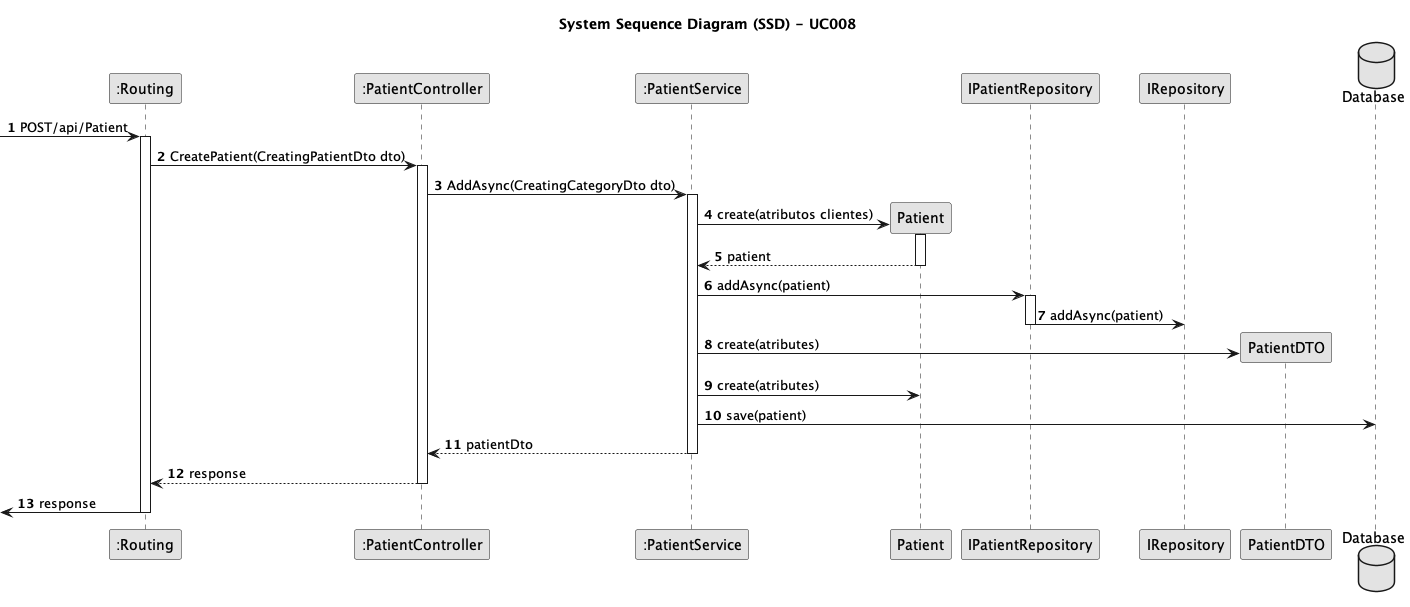 System Sequence Diagram (SSD) - UC008
Database
:Routing
:PatientController
:PatientService
IPatientRepository
IRepository
1 POST/api/Patient
2 CreatePatient(CreatingPatientDto dto)
3 AddAsync(CreatingCategoryDto dto)
4 create(atributos clientes)
Patient
5 patient
6 addAsync(patient)
7 addAsync(patient)
8 create(atributes)
PatientDTO
9 create(atributes)
10 save(patient)
11 patientDto
12 response
13 response
:Routing
:PatientController
:PatientService
Patient
IPatientRepository
IRepository
PatientDTO
Database